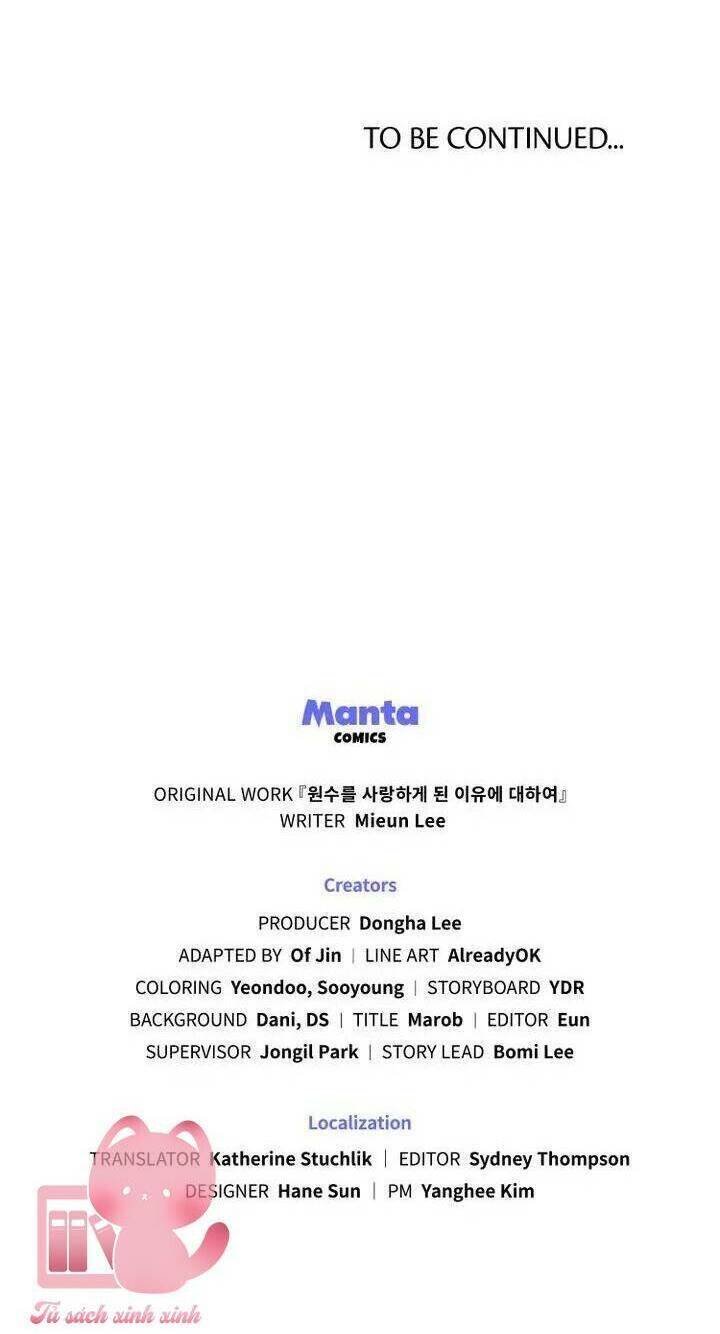 TO BE CONTINUED...
Manta
COMICS
ORIGINAL WORK 『원수를 사랑하게 된 이유에 대하여』
WRITER Mieun Lee
Creators
PRODUCER Dongha Lee
ADAPTED BY Of Jin | LINE ART AlreadyOK
COLORING Yeondoo, Sooyoung | STORYBOARD YDR
BACKGROUND Dani, DS | TITLE Marob | EDITOR Eun
SUPERVISOR Jongil Park | STORY LEAD Bomi Lee
Localization
TRANSLATOR Katherine Stuchlik | EDITOR Sydney Thompson
DESIGNER Hane Sun | PM Yanghee Kim
Tủ sách xinh xinh